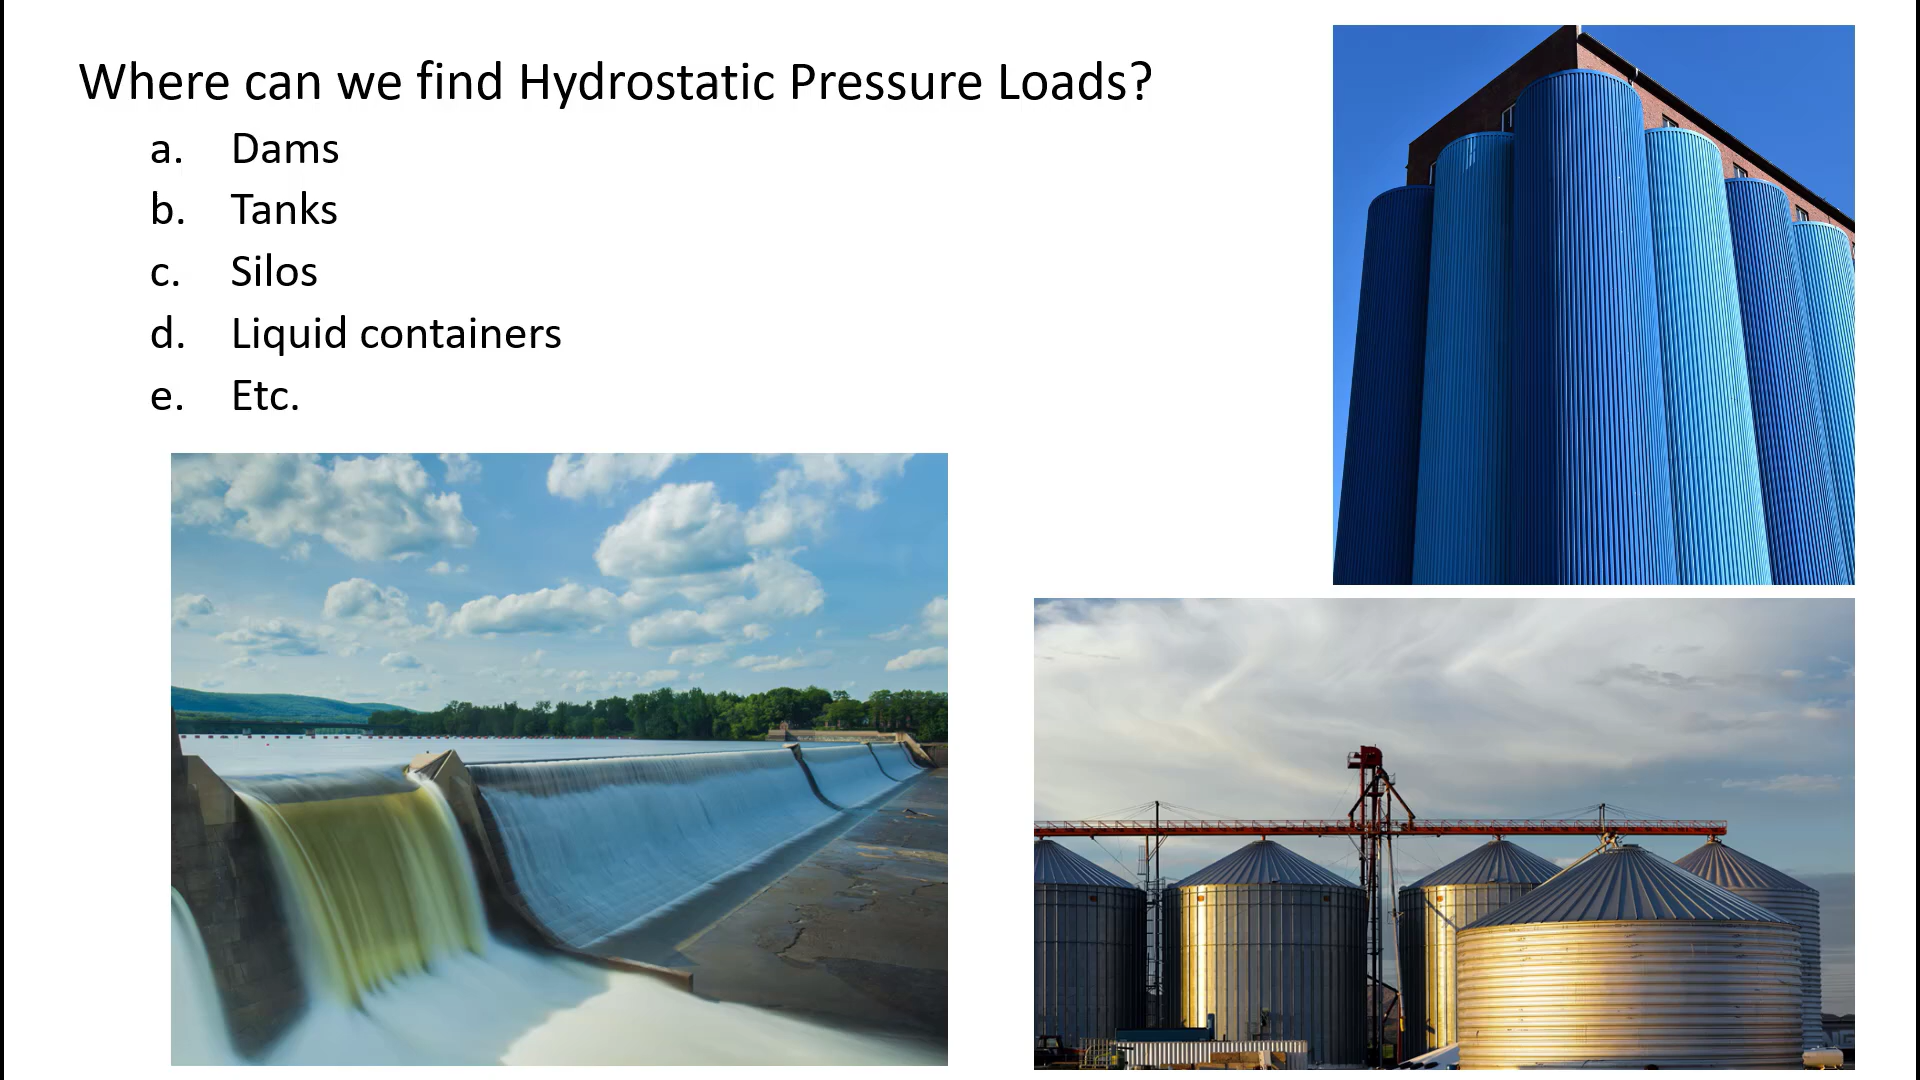 Where can we find Hydrostatic Pressure Loads?
a. Dams
b. Tanks
c. Silos
d. Liquid containers
e. Etc.